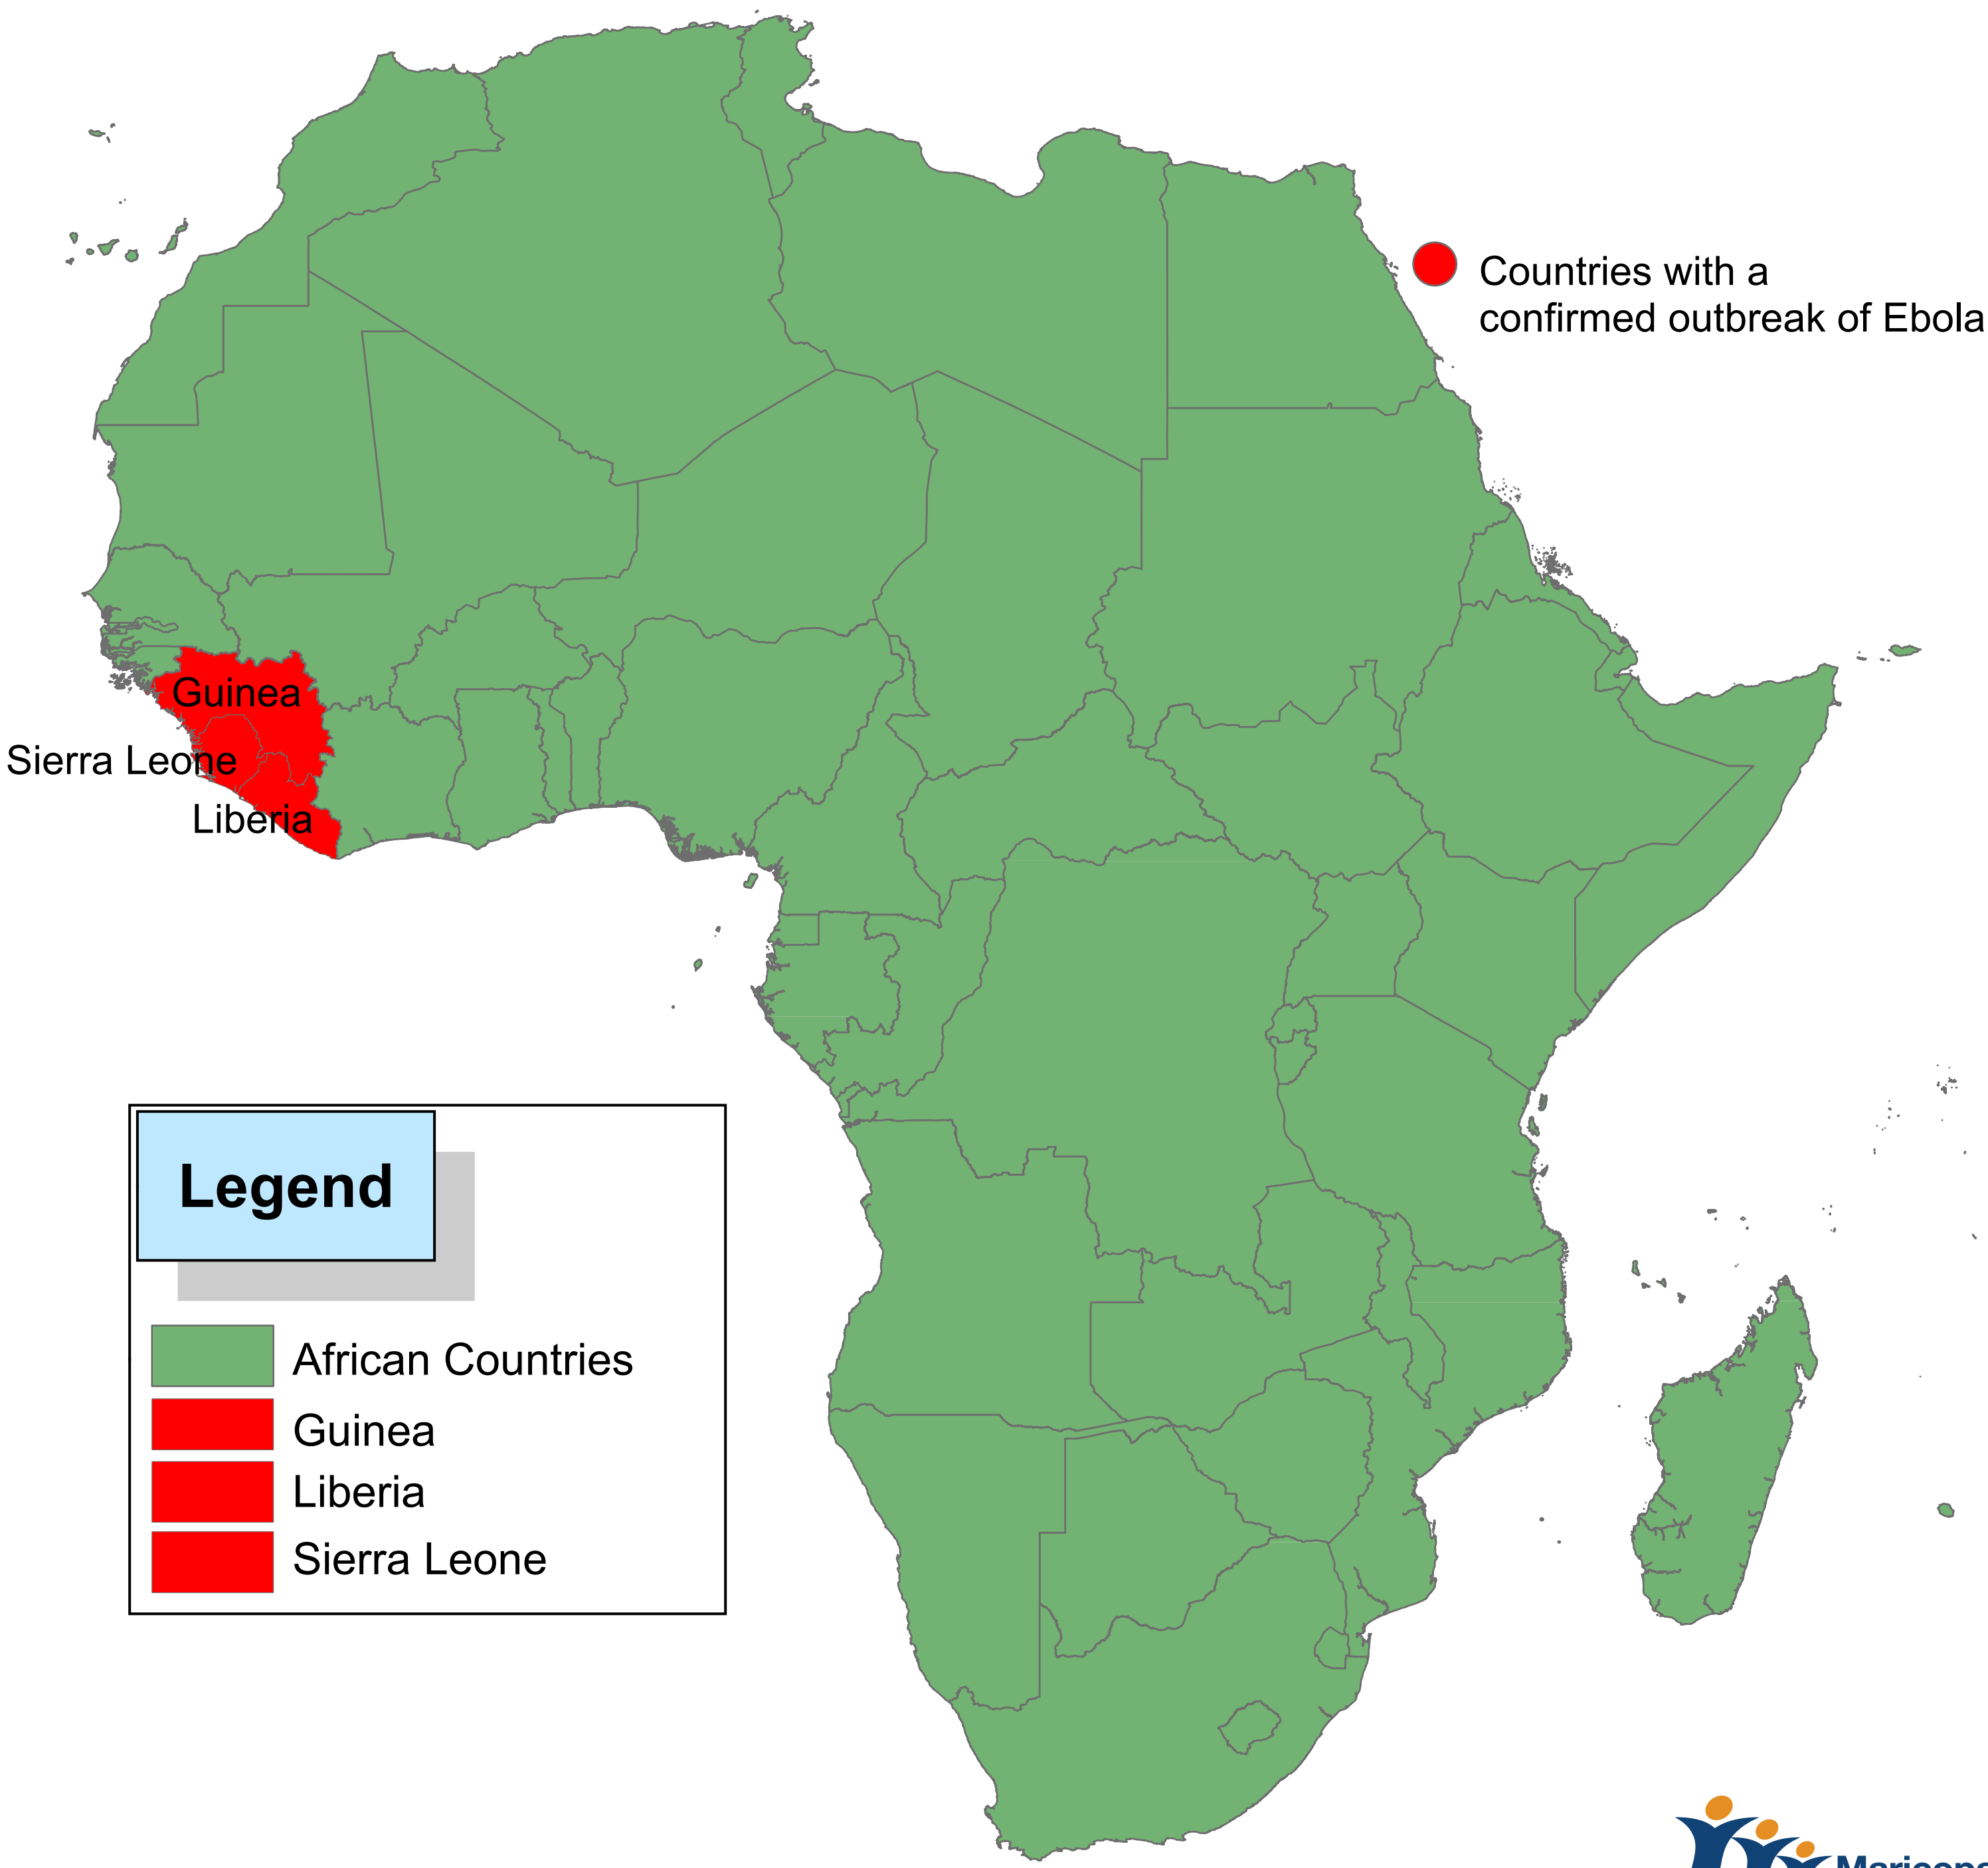 Countries with a
confirmed outbreak of Ebola
Guinea
Sierra Leone
Liberia
Legend
African Countries
Guinea
Liberia
Sierra Leone